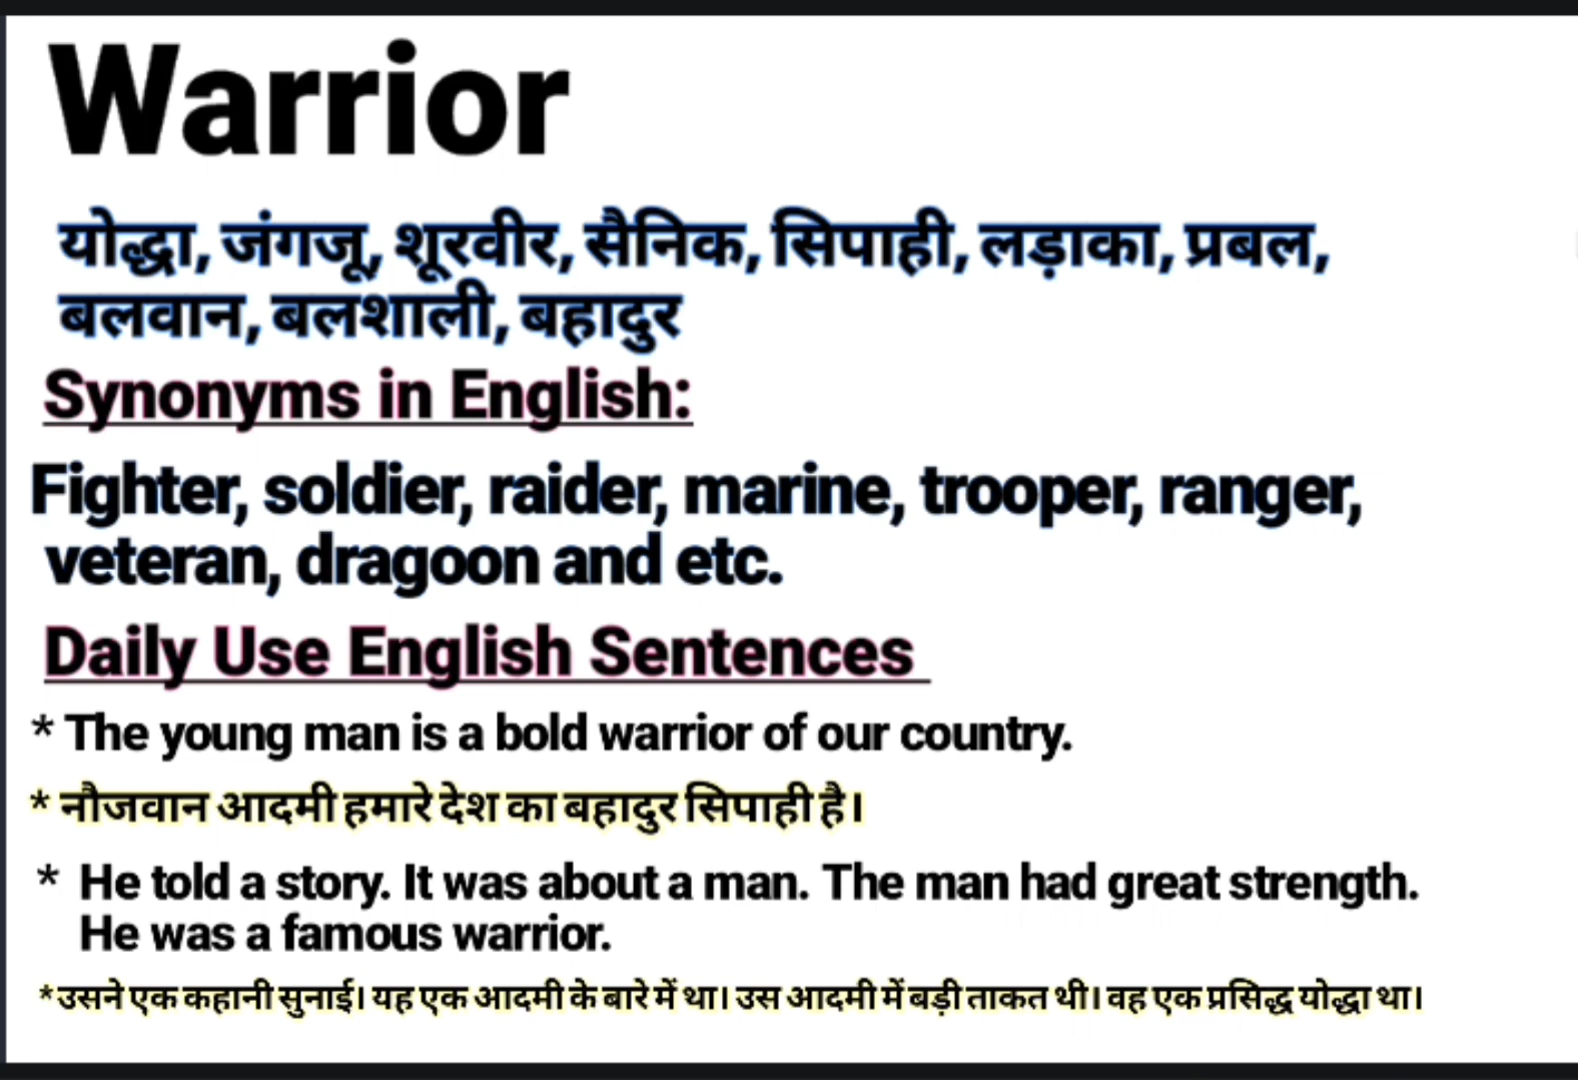 Warrior
योद्धा, जंगजू, शूरवीर, सैनिक, सिपाही, लड़ाका, प्रबल,
बलवान, बलशाली, बहादुर
Synonyms in English:
Fighter, soldier, raider, marine, trooper, ranger,
veteran, dragoon and etc.
Daily Use English Sentences
* The young man is a bold warrior of our country.
* नौजवान आदमी हमारे देश का बहादुर सिपाही है।
* He told a story. It was about a man. The man had great strength.
He was a famous warrior.
*उसने एक कहानी सुनाई। यह एक आदमी के बारे में था। उस आदमी में बड़ी ताकत थी। वह एक प्रसिद्ध योद्धा था।